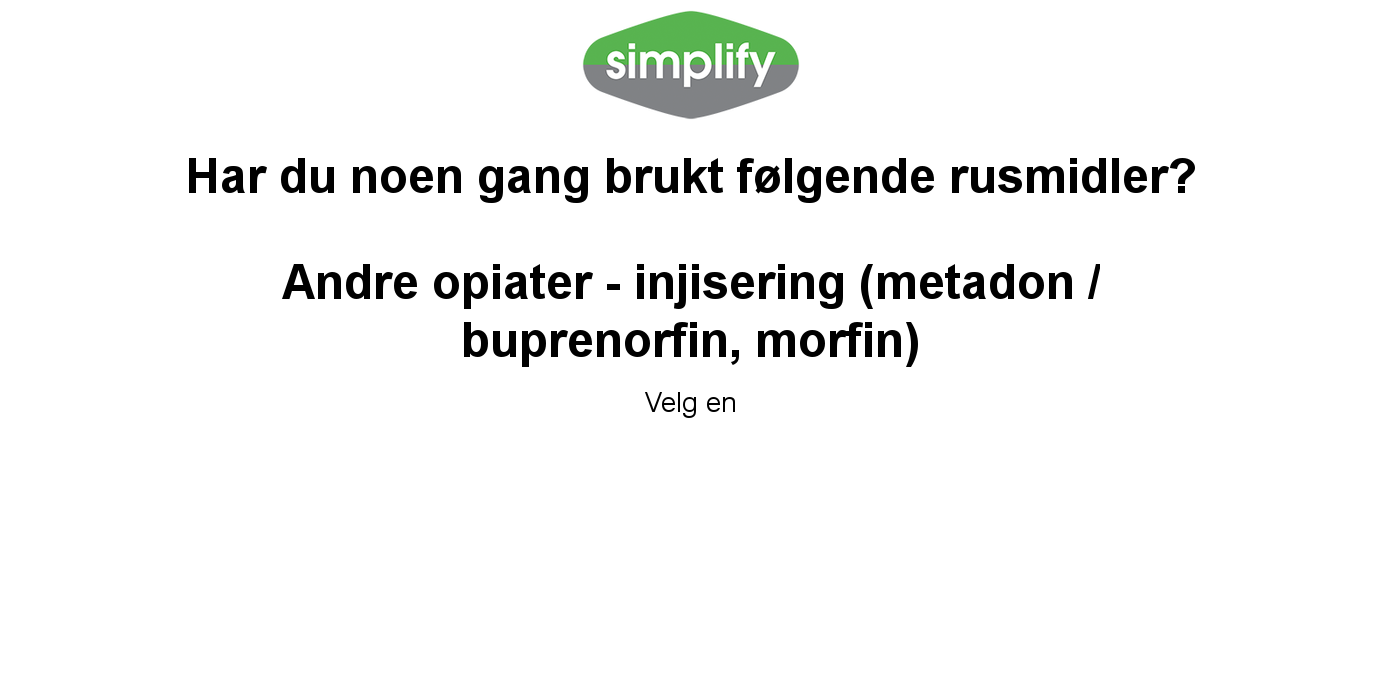 simplify
Har du noen gang brukt følgende rusmidler?
Andre opiater - injisering (metadon /
buprenorfin, morfin)
Velg en